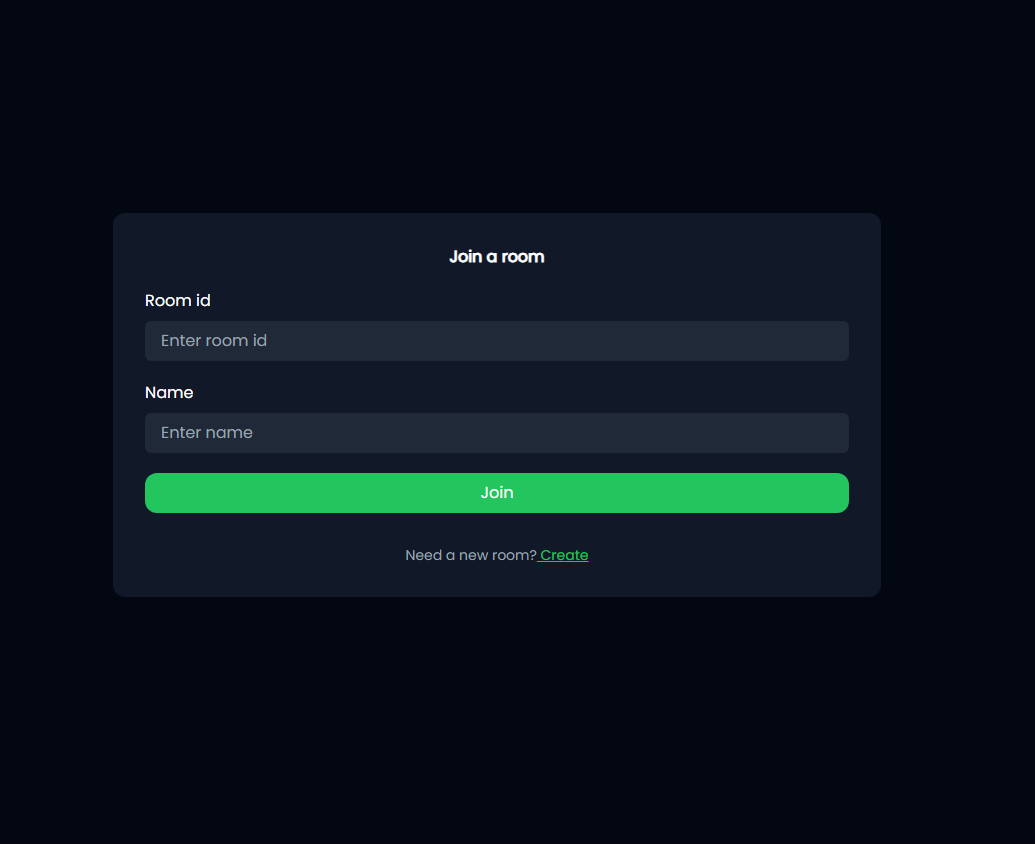 Join a room
Room id
Enter room id
Name
Enter name
Join
Need a new room? Create